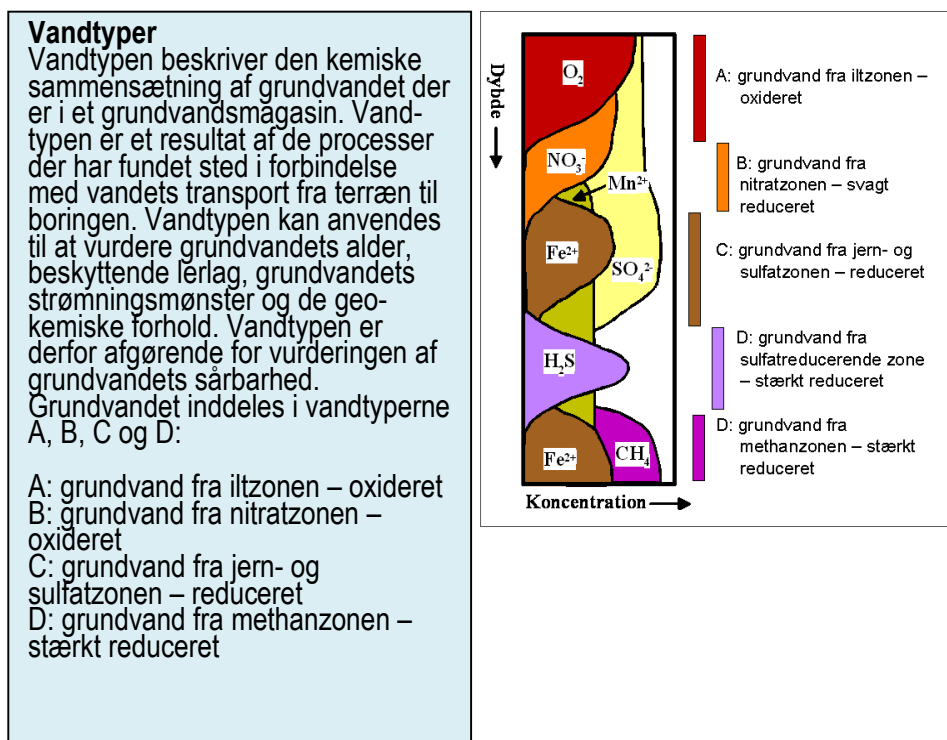 Vandtyper
Vandtypen beskriver den kemiske
sammensætning af grundvandet der
er i et grundvandsmagasin. Vand-
typen er et resultat af de processer
der har fundet sted i forbindelse
med vandets transport fra terræn til
boringen. Vandtypen kan anvendes
til at vurdere grundvandets alder,
beskyttende lerlag, grundvandets
strømningsmønster og de geo-
kemiske forhold. Vandtypen er
derfor afgørende for vurderingen af
grundvandets sårbarhed.
Grundvandet inddeles i vandtyperne
A, B, C og D:
A: grundvand fra iltzonen – oxideret
B: grundvand fra nitratzonen –
oxideret
C: grundvand fra jern- og
sulfatzonen – reduceret
D: grundvand fra methanzonen –
stærkt reduceret
Dybde
O₂
NO₃⁻
Mn²⁺
Fe²⁺
SO₄²⁻
H₂S
Fe²⁺
CH₄
Koncentration
A: grundvand fra iltzonen –
oxideret
B: grundvand fra
nitratzonen – svagt
reduceret
C: grundvand fra jern- og
sulfatzonen – reduceret
D: grundvand fra
sulfatreducerende zone
– stærkt reduceret
D: grundvand fra
methanzonen – stærkt
reduceret